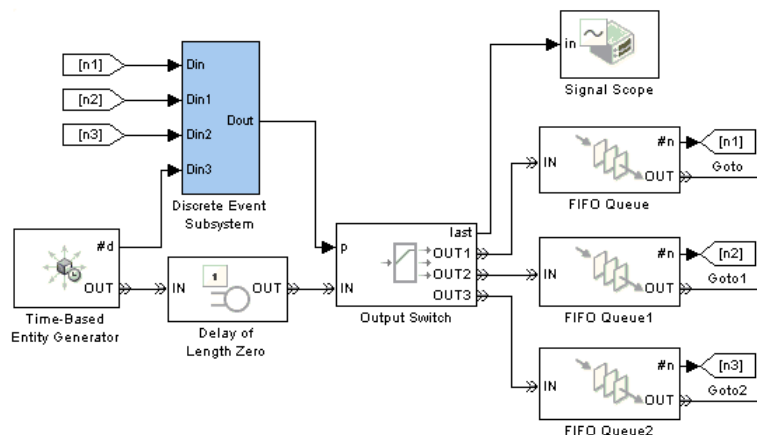 [n1]
[n2]
[n3]
Din
Din1
Din2
Din3
Dout
Discrete Event
Subsystem
#d
OUT
Time-Based
Entity Generator
IN
1
OUT
Delay of
Length Zero
p
IN
last
OUT1
OUT2
OUT3
Output Switch
in
Signal Scope
IN
#n
OUT
FIFO Queue
[n1]
Goto
IN
#n
OUT
FIFO Queue1
[n2]
Goto1
IN
#n
OUT
FIFO Queue2
[n3]
Goto2